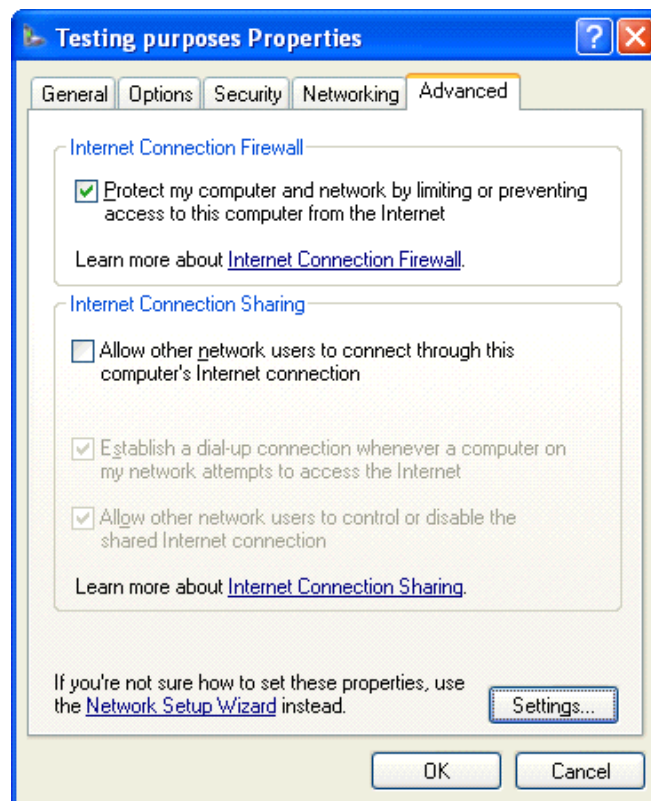 Testing purposes Properties
General Options Security Networking Advanced
Internet Connection Firewall
Protect my computer and network by limiting or preventing
access to this computer from the Internet
Learn more about Internet Connection Firewall.
Internet Connection Sharing
Allow other network users to connect through this
computer's Internet connection
Establish a dial-up connection whenever a computer on
my network attempts to access the Internet
Allow other network users to control or disable the
shared Internet connection
Learn more about Internet Connection Sharing.
If you're not sure how to set these properties, use
the Network Setup Wizard instead.
Settings...
OK Cancel